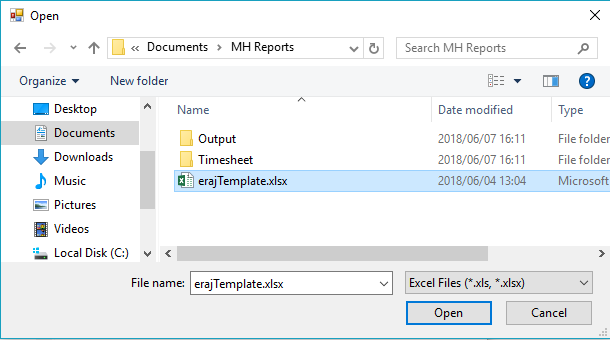 Open
« Documents > MH Reports >
Search MH Reports
Organize New folder
Name Date modified Type
Desktop
Documents
Downloads
Music
Pictures
Videos
Local Disk (C:)
Output 2018/06/07 16:11 File folder
Timesheet 2018/06/07 16:11 File folder
erajTemplate.xlsx 2018/06/04 13:04 Microsoft
File name: erajTemplate.xlsx Excel Files (*.xls, *.xlsx)
Open Cancel